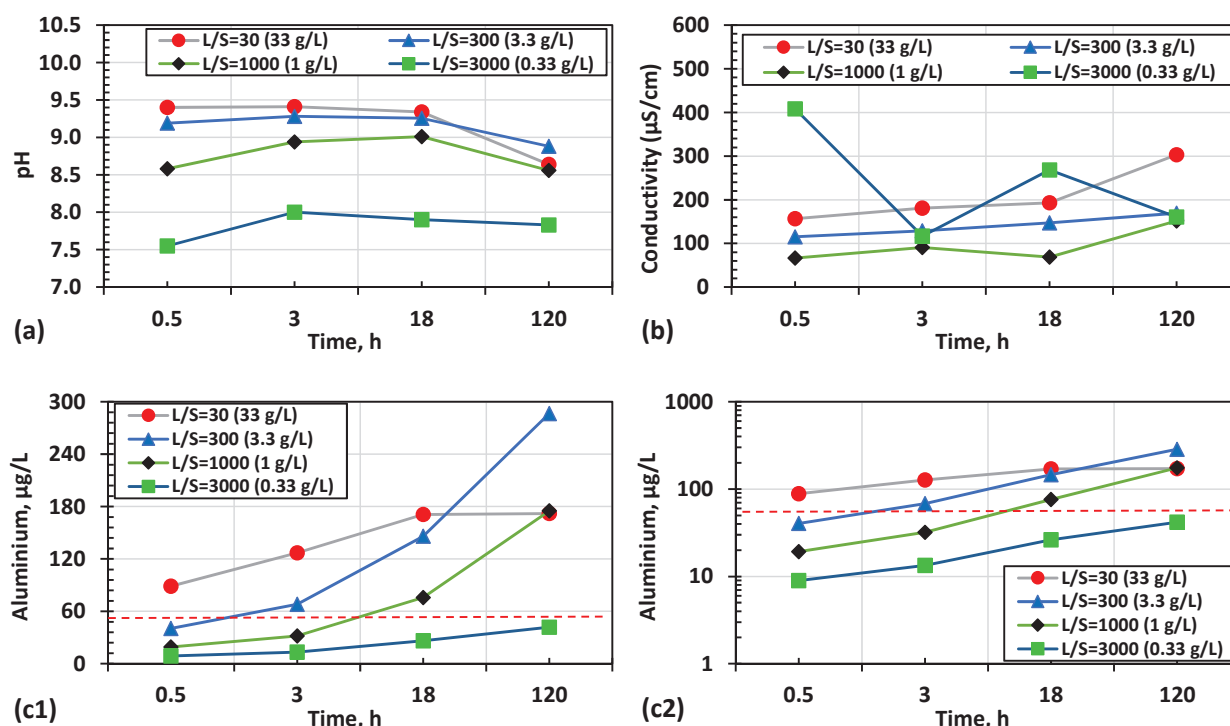 10.5
10.0
9.5
9.0
8.5
8.0
7.5
7.0
pH
L/S=30 (33 g/L)
L/S=300 (3.3 g/L)
L/S=1000 (1 g/L)
L/S=3000 (0.33 g/L)
0.5
3
18
120
Time, h
(a)
600
500
400
300
200
100
0
Conductivity (µS/cm)
L/S=30 (33 g/L)
L/S=300 (3.3 g/L)
L/S=1000 (1 g/L)
L/S=3000 (0.33 g/L)
0.5
3
18
120
Time, h
(b)
300
240
180
120
60
0
Aluminium, µg/L
L/S=30 (33 g/L)
L/S=300 (3.3 g/L)
L/S=1000 (1 g/L)
L/S=3000 (0.33 g/L)
0.5
3
18
120
Time, h
(c1)
1000
100
10
1
Aluminium, µg/L
L/S=30 (33 g/L)
L/S=300 (3.3 g/L)
L/S=1000 (1 g/L)
L/S=3000 (0.33 g/L)
0.5
3
18
120
Time, h
(c2)